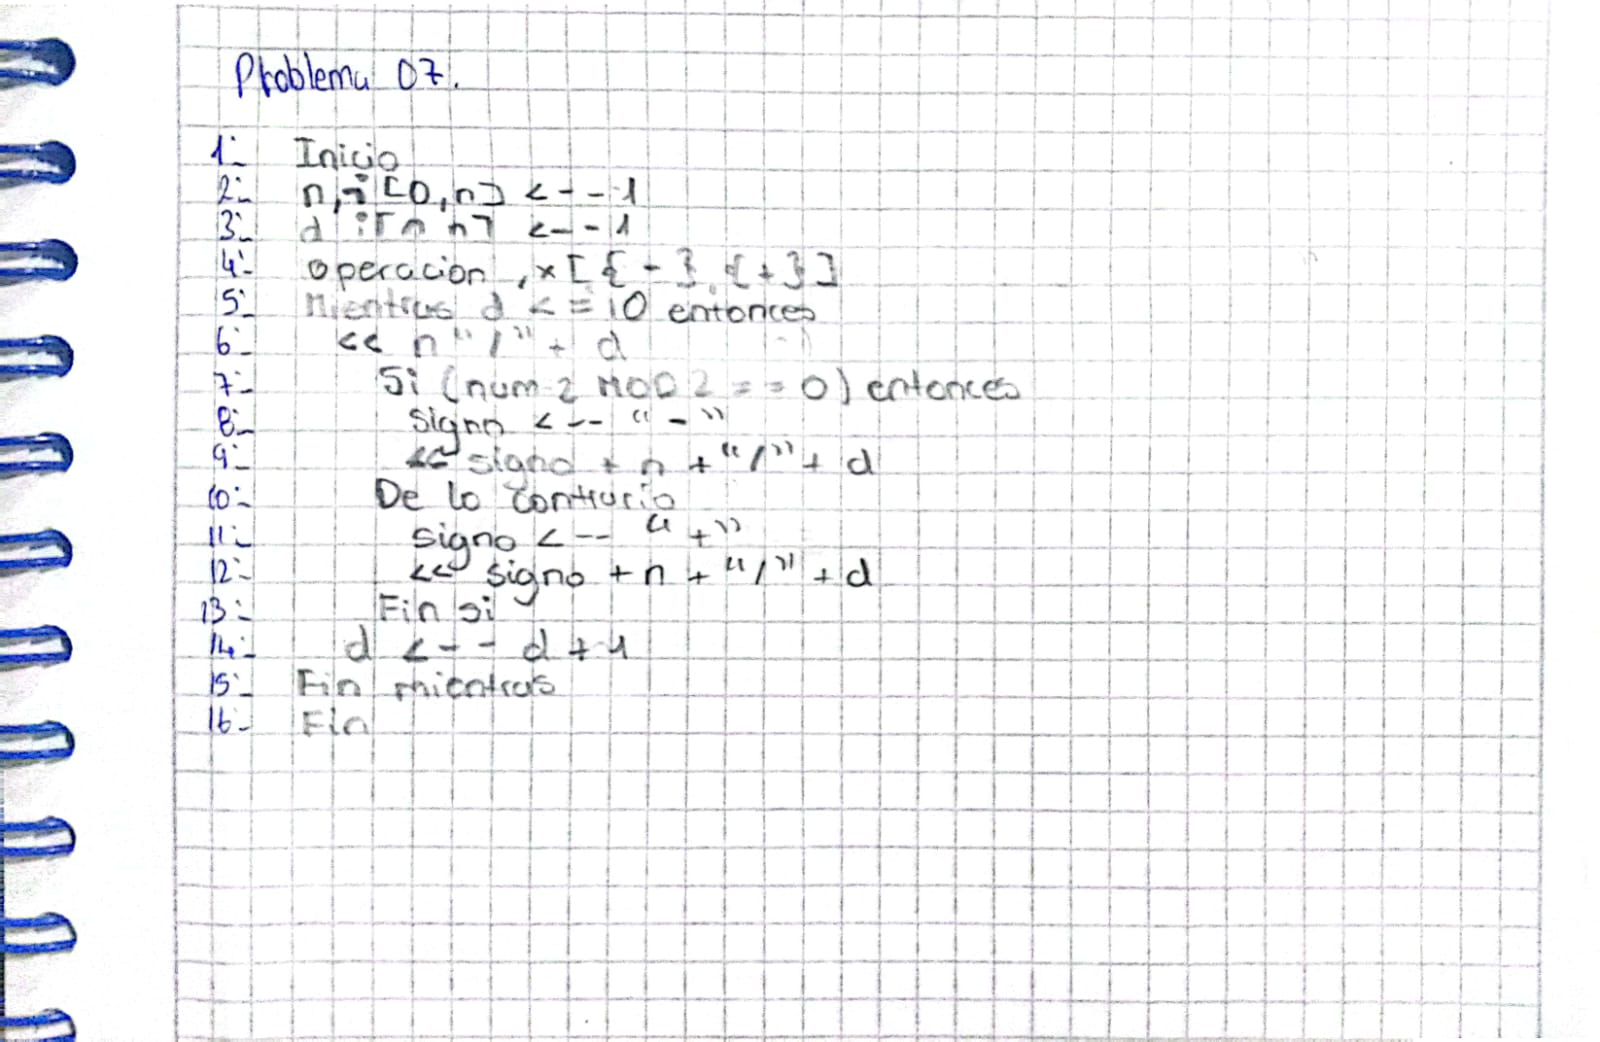 Problema 07.
1:- Inicio
2:- n,i [0,n] <-- 1
3:- d i[n n] <-- 1
4:- operacion ,x [{-},{+}]
5:- Mientras d <= 10 entonces
6:- << n "/" + d
7:- Si (num-2 MOD 2 == 0) entonces
8:- signo <-- "-"
9:- << signo + n + "/" + d
10:- De lo contrario
11:- signo <-- "+"
12:- << signo + n + "/" + d
13:- Fin si
14:- d <-- d + 1
15:- Fin mientras
16:- Fin